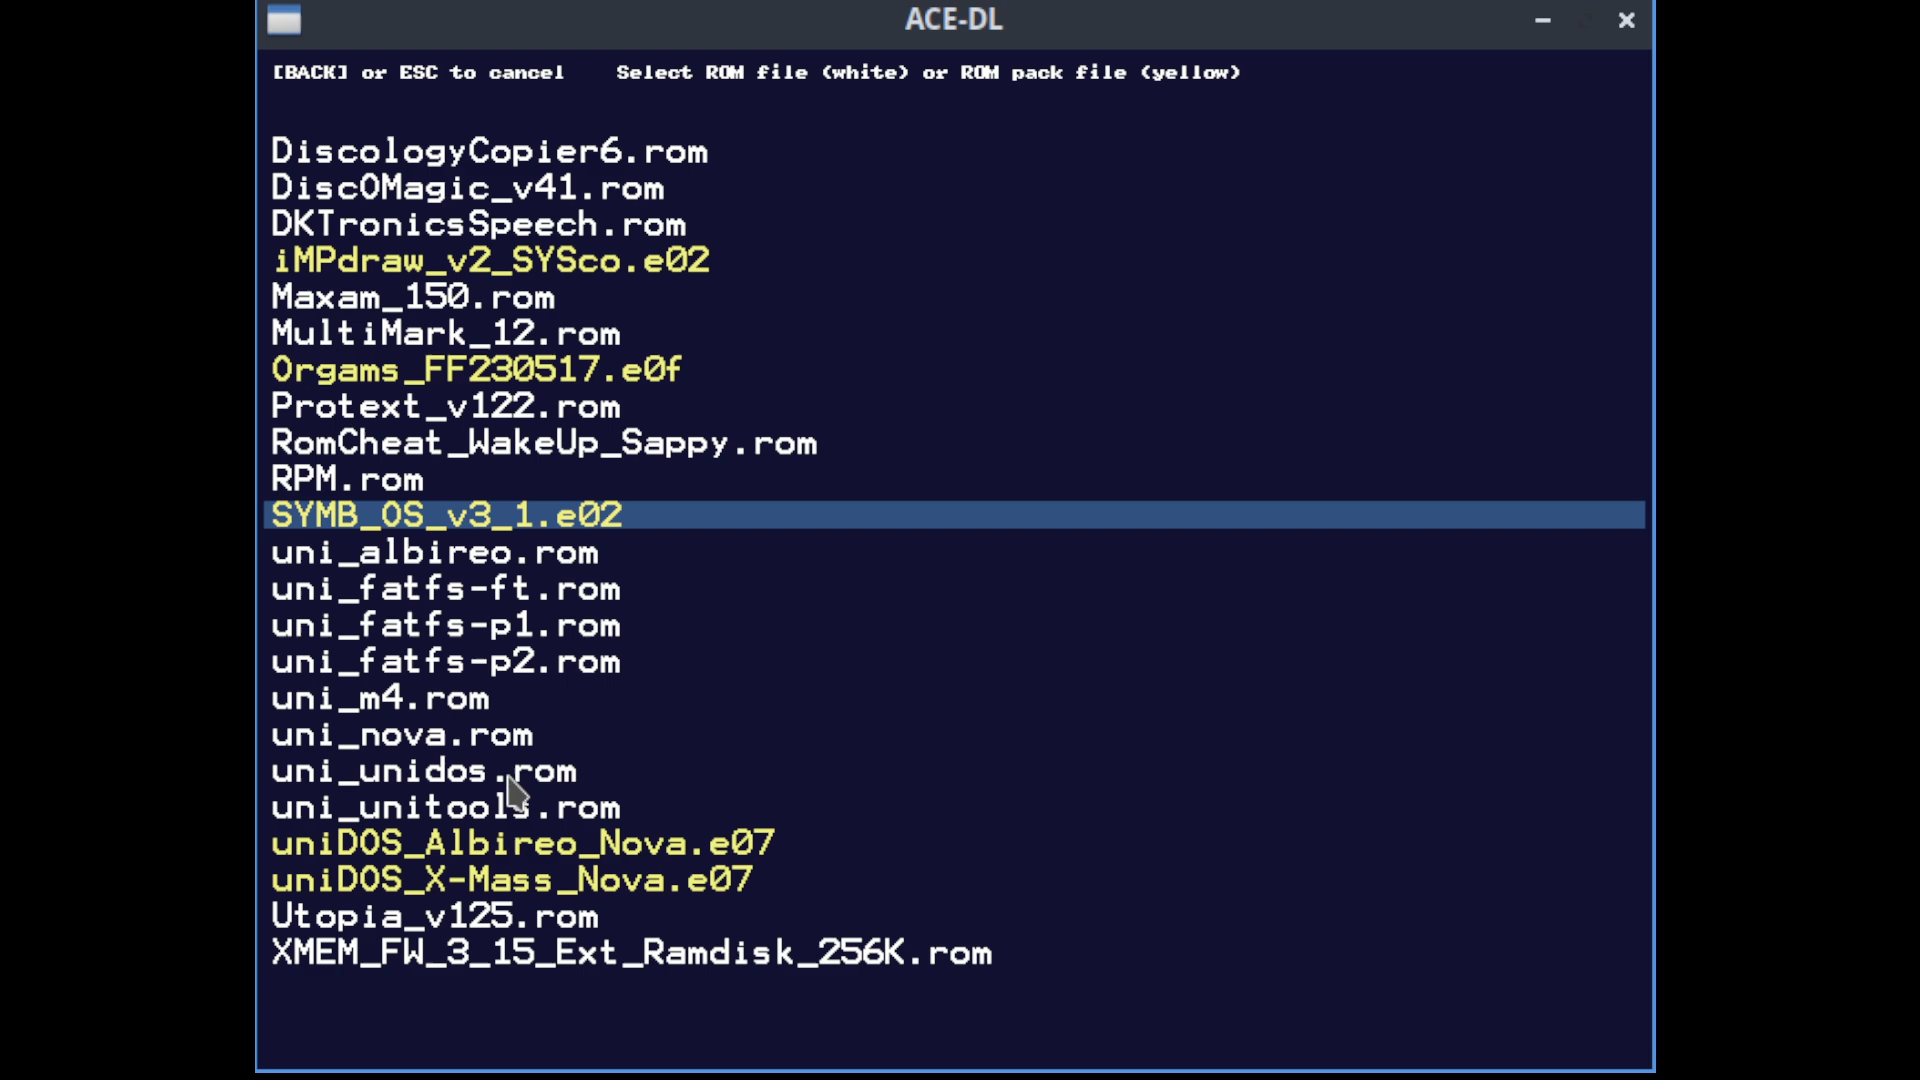 ACE-DL
[BACK] or ESC to cancel    Select ROM file (white) or ROM pack file (yellow)
DiscologyCopier6.rom
DiscOMagic_v41.rom
DKTronicsSpeech.rom
iMPdraw_v2_SYSco.e02
Maxam_150.rom
MultiMark_12.rom
Orgams_FF230517.e0f
Protext_v122.rom
RomCheat_WakeUp_Sappy.rom
RPM.rom
SYMB_OS_v3_1.e02
uni_albireo.rom
uni_fatfs-ft.rom
uni_fatfs-p1.rom
uni_fatfs-p2.rom
uni_m4.rom
uni_nova.rom
uni_unidos.rom
uni_unitools.rom
uniDOS_Albireo_Nova.e07
uniDOS_X-Mass_Nova.e07
Utopia_v125.rom
XMEM_FW_3_15_Ext_Ramdisk_256K.rom